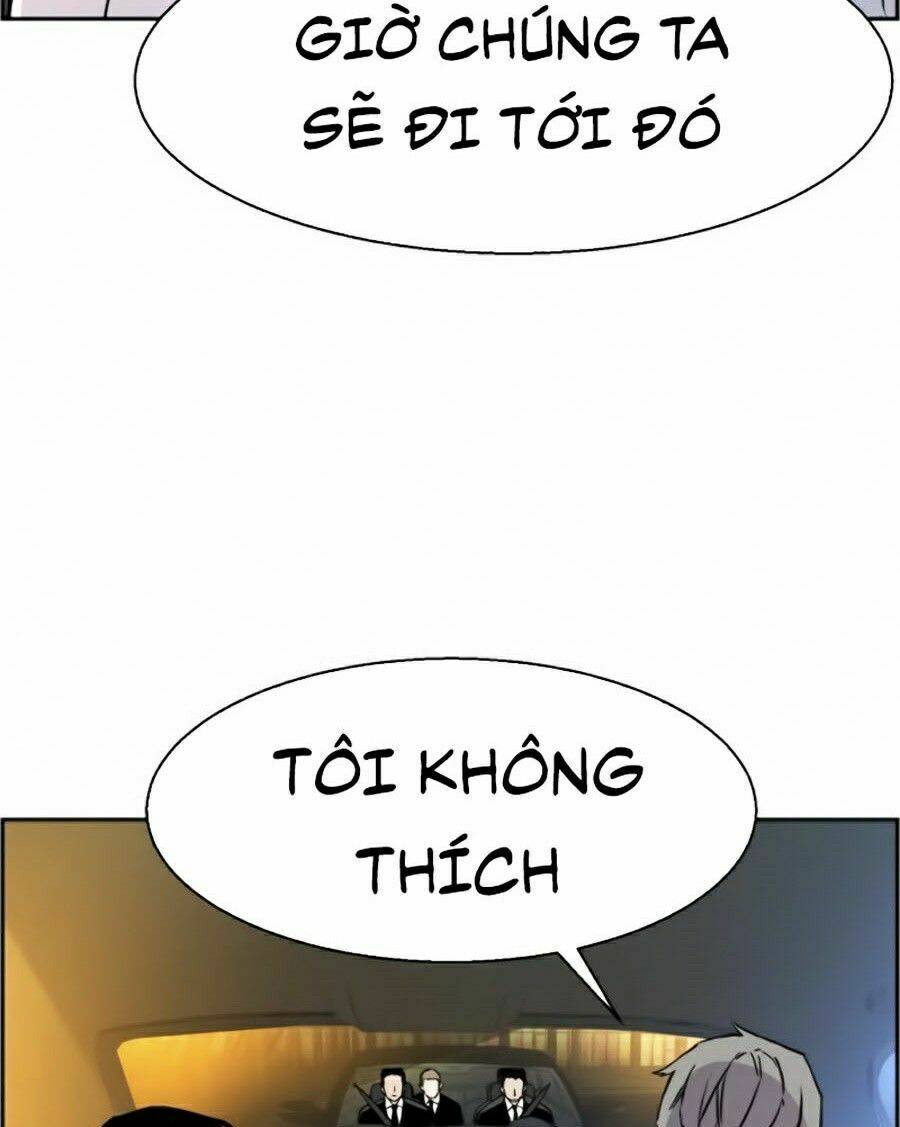 GIỜ CHÚNG TA
SẼ ĐI TỚI ĐÓ
TÔI KHÔNG
THÍCH